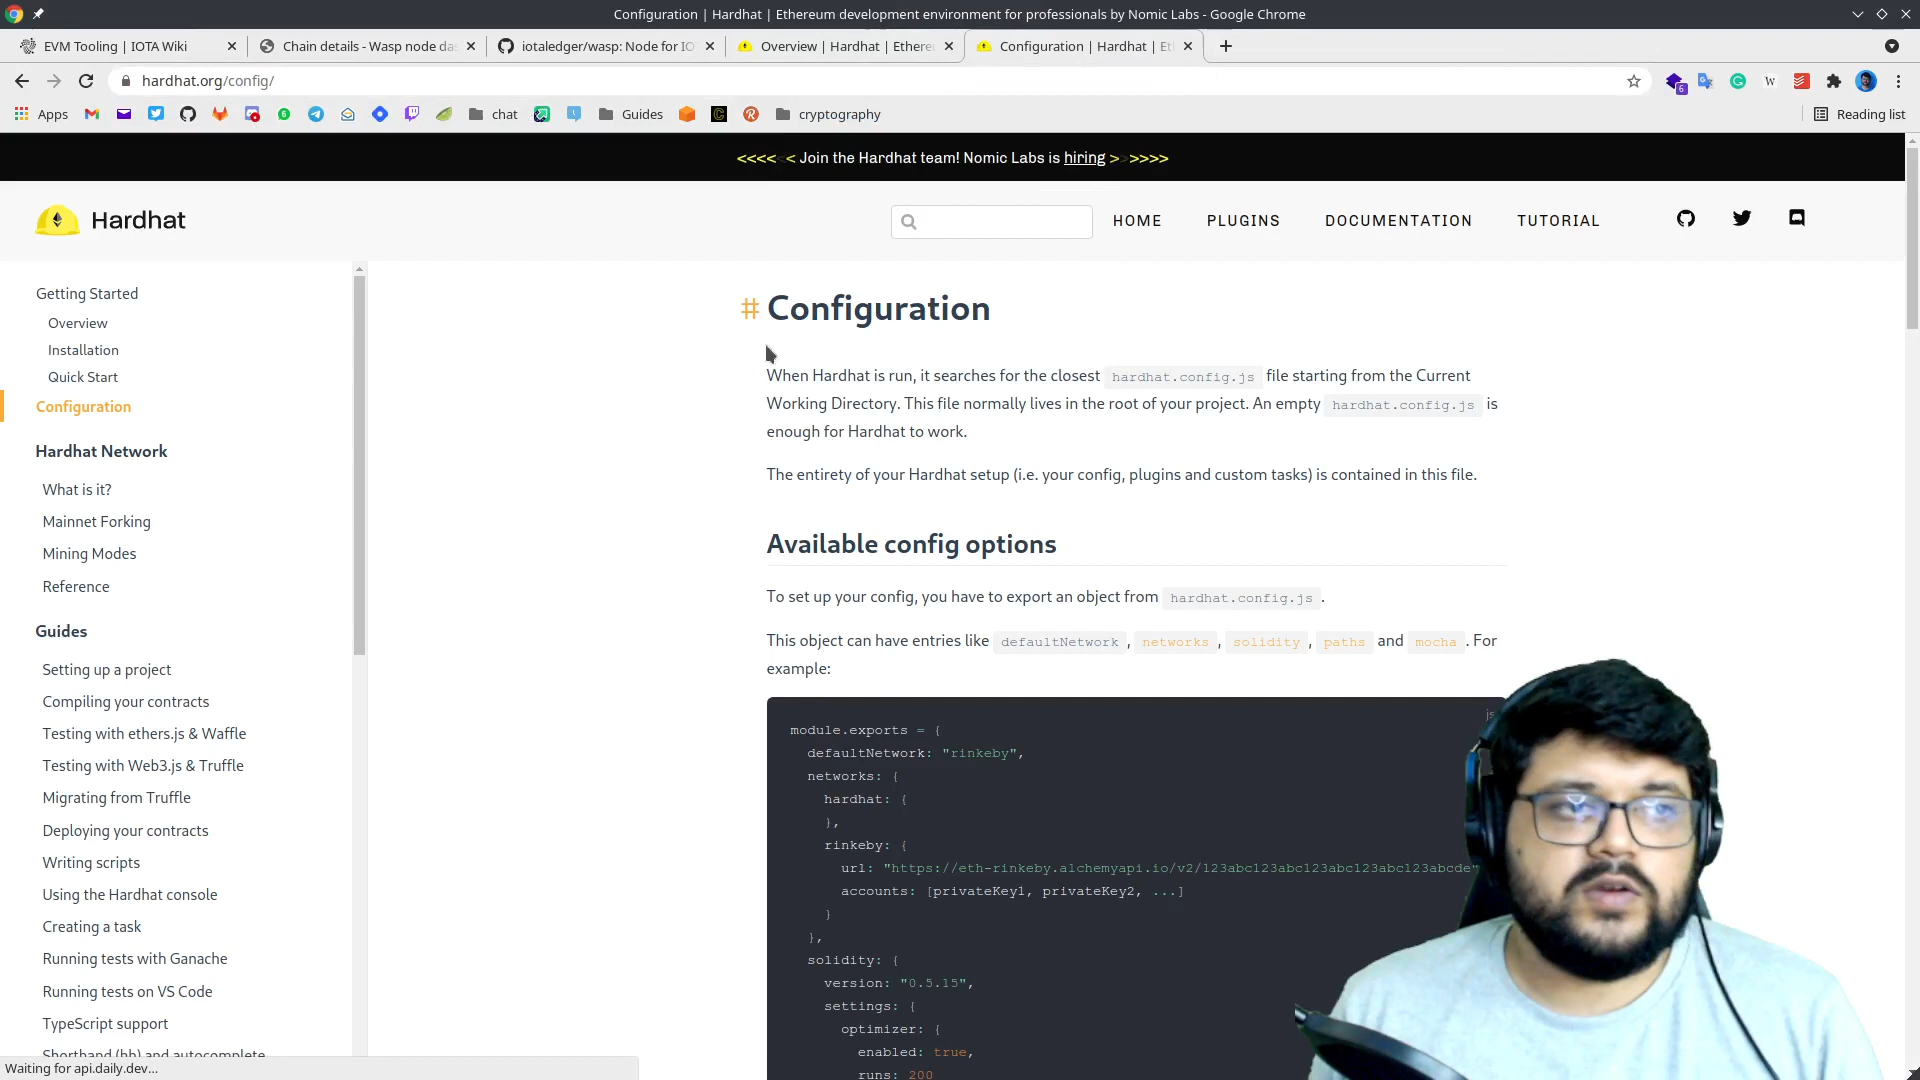 Configuration | Hardhat | Ethereum development environment for professionals by Nomic Labs - Google Chrome
EVM Tooling | IOTA Wiki
Chain details - Wasp node da
iotaledger/wasp: Node for IO
Overview | Hardhat | Ethere
Configuration | Hardhat | Et
hardhat.org/config/
6
W
Apps
chat
Guides
cryptography
Reading list
<<<<< Join the Hardhat team! Nomic Labs is hiring > >>>>>
Hardhat
HOME
PLUGINS
DOCUMENTATION
TUTORIAL
Getting Started
Overview
Installation
Quick Start
Configuration
Hardhat Network
What is it?
Mainnet Forking
Mining Modes
Reference
Guides
Setting up a project
Compiling your contracts
Testing with ethers.js & Waffle
Testing with Web3.js & Truffle
Migrating from Truffle
Deploying your contracts
Writing scripts
Using the Hardhat console
Creating a task
Running tests with Ganache
Running tests on VS Code
TypeScript support
Shorthand (hh) and autocomplete
Waiting for api.daily.dev...
# Configuration
When Hardhat is run, it searches for the closest hardhat.config.js file starting from the Current
Working Directory. This file normally lives in the root of your project. An empty hardhat.config.js is
enough for Hardhat to work.
The entirety of your Hardhat setup (i.e. your config, plugins and custom tasks) is contained in this file.
Available config options
To set up your config, you have to export an object from hardhat.config.js.
This object can have entries like defaultNetwork, networks, solidity, paths and mocha. For
example:
js
module.exports = {
defaultNetwork: "rinkeby",
networks: {
hardhat: {
},
rinkeby: {
url: "https://eth-rinkeby.alchemyapi.io/v2/123abc123abc123abc123abc123abcde"
accounts: [privateKey1, privateKey2, ...]
}
},
solidity: {
version: "0.5.15",
settings: {
optimizer: {
enabled: true,
runs: 200